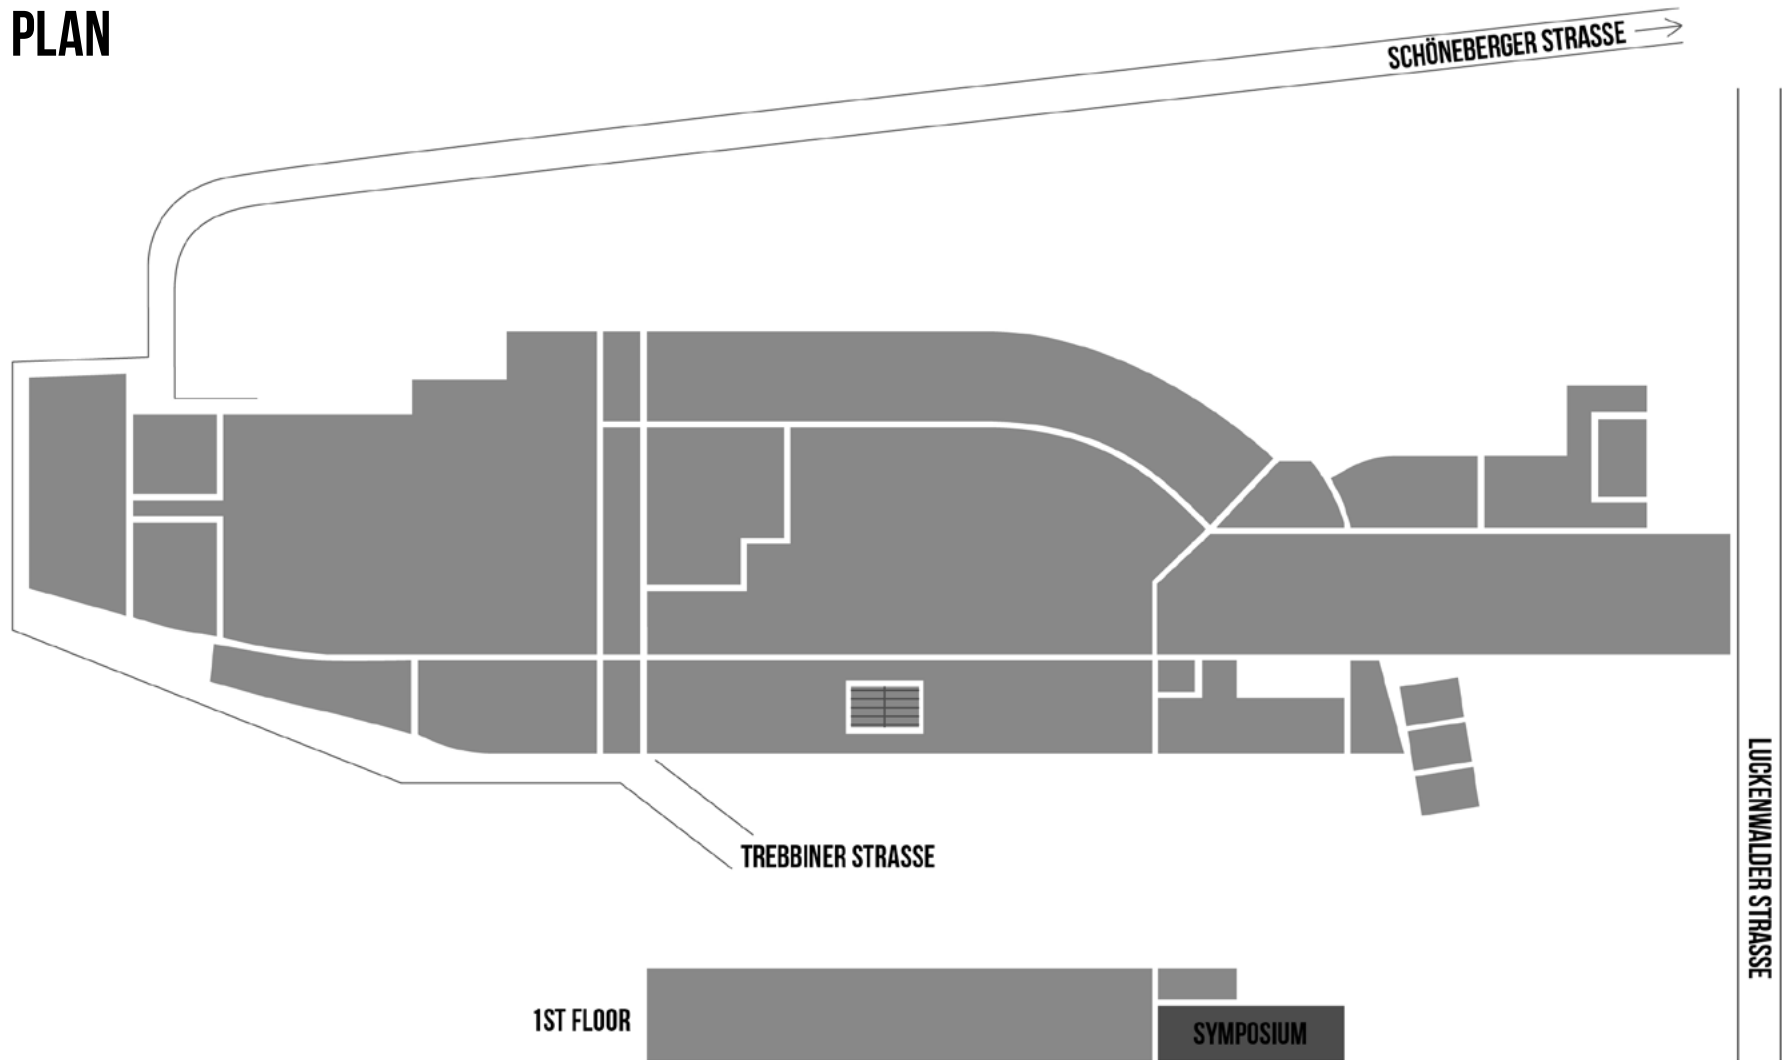 PLAN
SCHÖNEBERGER STRASSE
LUCKENWALDER STRASSE
TREBBINER STRASSE
1ST FLOOR
SYMPOSIUM